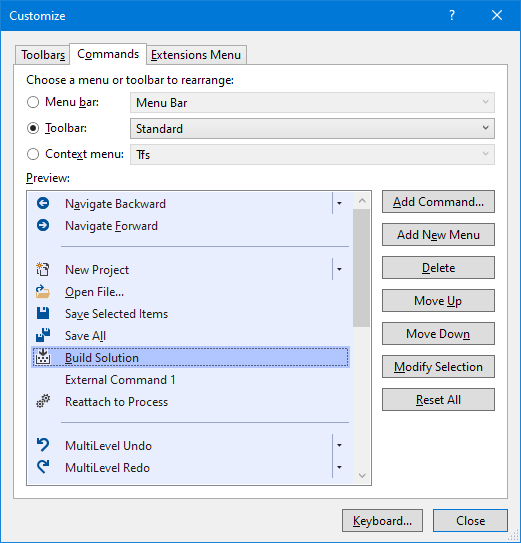 Customize
Toolbars Commands Extensions Menu
Choose a menu or toolbar to rearrange:
Menu bar: Menu Bar
Toolbar: Standard
Context menu: Tfs
Preview:
Navigate Backward
Add Command...
Navigate Forward
Add New Menu
New Project
Delete
Open File...
Move Up
Save Selected Items
Save All
Move Down
Build Solution
Modify Selection
External Command 1
Reattach to Process
Reset All
MultiLevel Undo
MultiLevel Redo
Keyboard... Close